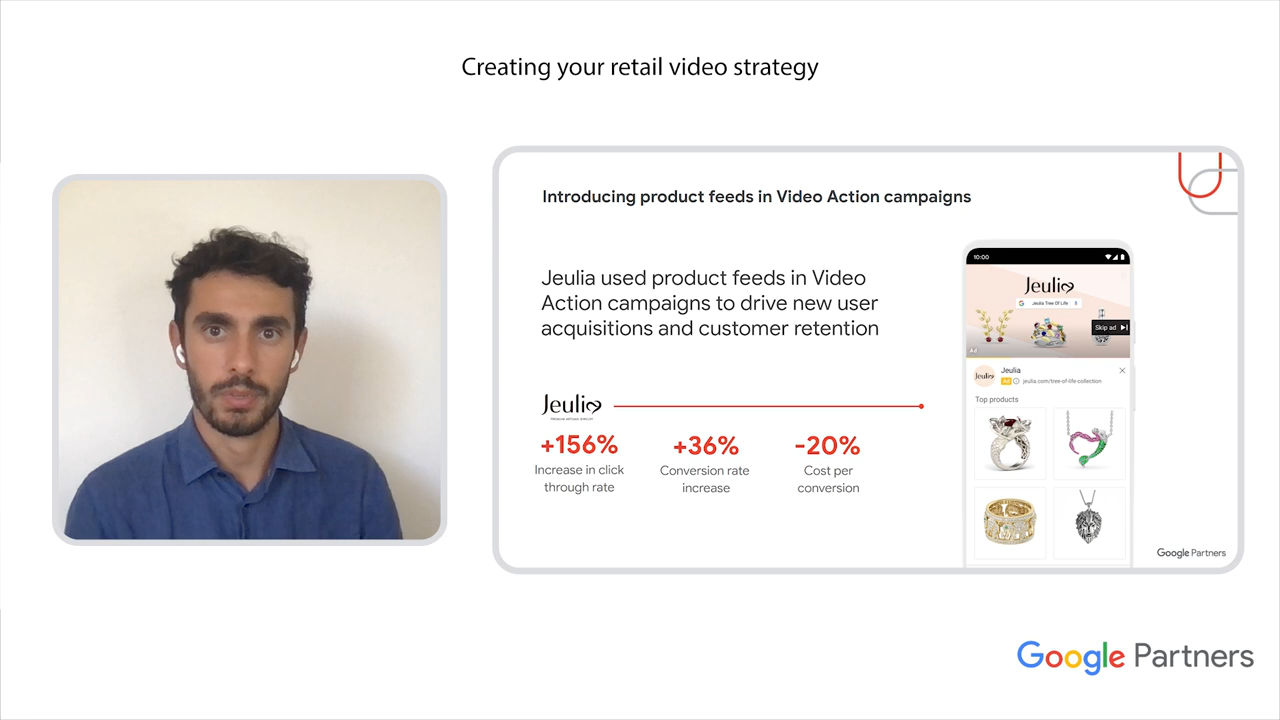 Creating your retail video strategy
Introducing product feeds in Video Action campaigns
Jeulia used product feeds in Video
Action campaigns to drive new user
acquisitions and customer retention
Jeulia
+156%
Increase in click
through rate
+36%
Conversion rate
increase
-20%
Cost per
conversion
10:00
Jeulia
G Jeulia Tree Of Life
Skip ad
Ad
Jeulia
Jeulia
Ad jeulia.com/tree-of-life-collection
Top products
Google Partners
Google Partners